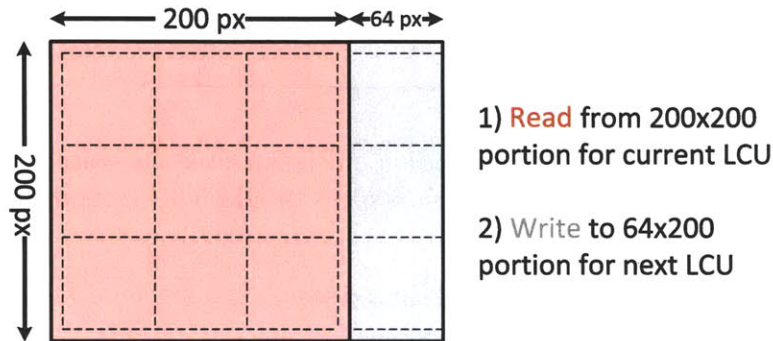 200 px
64 px
200 px
1) Read from 200x200
portion for current LCU
2) Write to 64x200
portion for next LCU